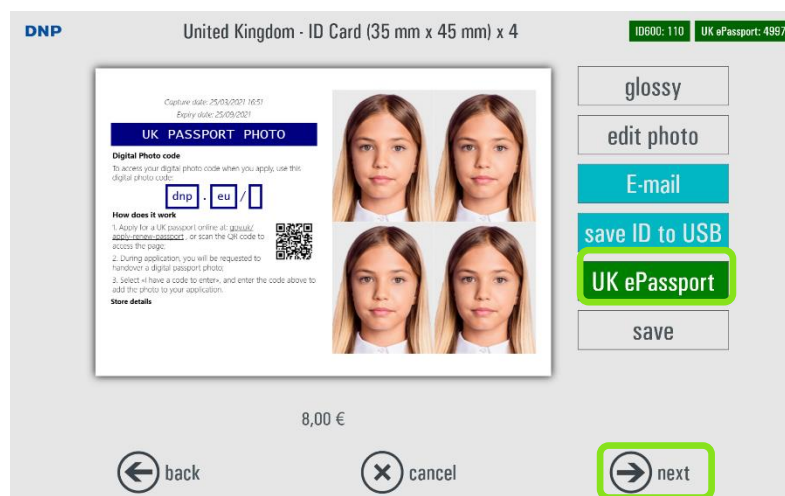 DNP
United Kingdom - ID Card (35 mm x 45 mm) x 4
ID600: 110
UK ePassport: 4997
Capture date: 25/03/2021 16:51
Expiry date: 25/09/2021
UK PASSPORT PHOTO
Digital Photo code
To access your digital photo code when you apply, use this
digital photo code:
dnp . eu /
How does it work
1. Apply for a UK passport online at: gov.uk/
apply-renew-passport , or scan the QR code to
access the page;
2. During application, you will be requested to
handover a digital passport photo;
3. Select «I have a code to enter», and enter the code above to
add the photo to your application.
Store details
glossy
edit photo
E-mail
save ID to USB
UK ePassport
save
8,00 €
back
cancel
next